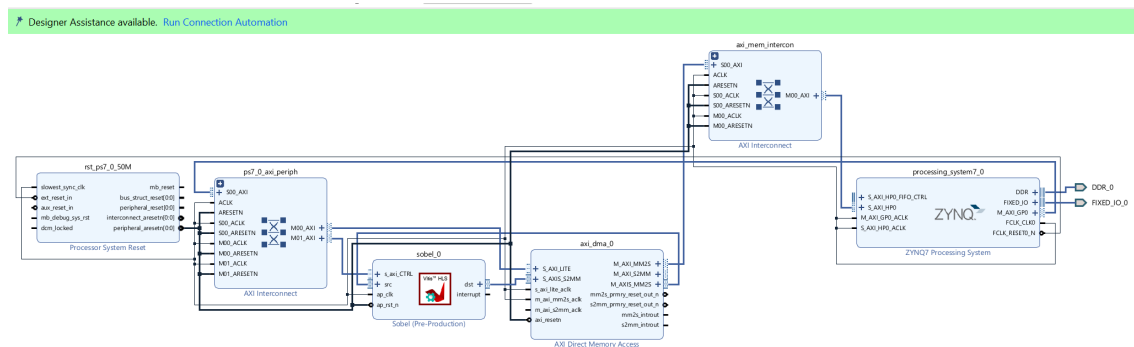 Designer Assistance available. Run Connection Automation
axi_mem_intercon
S00_AXI
ACLK
ARESETN
S00_ACLK
S00_ARESETN
M00_ACLK
M00_ARESETN
M00_AXI
AXI Interconnect
rst_ps7_0_50M
slowest_sync_clk
ext_reset_in
aux_reset_in
mb_debug_sys_rst
dcm_locked
mb_reset
bus_struct_reset[0:0]
peripheral_reset[0:0]
interconnect_aresetn[0:0]
peripheral_aresetn[0:0]
Processor System Reset
ps7_0_axi_periph
S00_AXI
ACLK
ARESETN
S00_ACLK
S00_ARESETN
M00_ACLK
M00_ARESETN
M01_ACLK
M01_ARESETN
M00_AXI
M01_AXI
AXI Interconnect
sobel_0
s_axi_CTRL
src
ap_clk
ap_rst_n
Vitis™ HLS
dst
interrupt
Sobel (Pre-Production)
axi_dma_0
S_AXI_LITE
S_AXIS_S2MM
s_axi_lite_aclk
m_axi_mm2s_aclk
m_axi_s2mm_aclk
axi_resetn
M_AXI_MM2S
M_AXI_S2MM
M_AXIS_MM2S
mm2s_prmry_reset_out_n
s2mm_prmry_reset_out_n
mm2s_introut
s2mm_introut
AXI Direct Memory Access
processing_system7_0
S_AXI_HP0_FIFO_CTRL
S_AXI_HP0
M_AXI_GP0_ACLK
S_AXI_HP0_ACLK
ZYNQ
DDR
FIXED_IO
M_AXI_GP0
FCLK_CLK0
FCLK_RESET0_N
ZYNQ7 Processing System
DDR_0
FIXED_IO_0